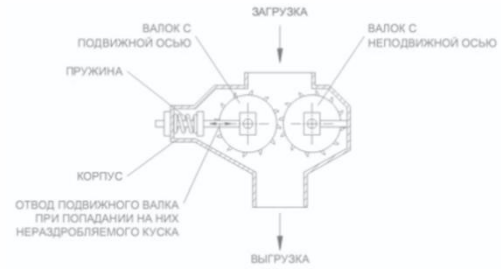 ЗАГРУЗКА
ВАЛОК С
ПОДВИЖНОЙ ОСЬЮ
ВАЛОК С
НЕПОДВИЖНОЙ ОСЬЮ
ПРУЖИНА
КОРПУС
ОТВОД ПОДВИЖНОГО ВАЛКА
ПРИ ПОПАДАНИИ НА НИХ
НЕРАЗДРОБЛЯЕМОГО КУСКА
ВЫГРУЗКА